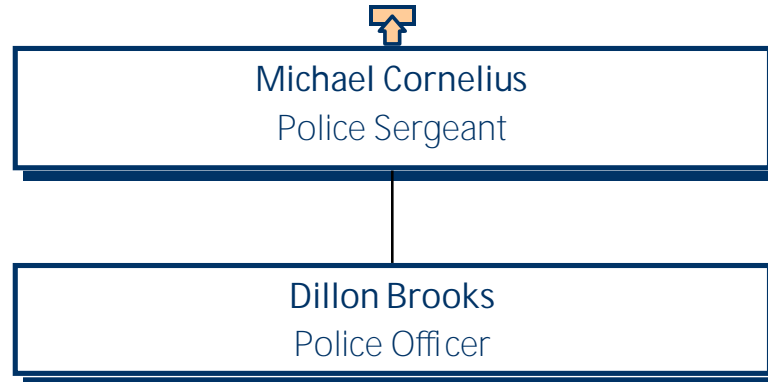 Michael Cornelius
Police Sergeant
Dillon Brooks
Police Officer